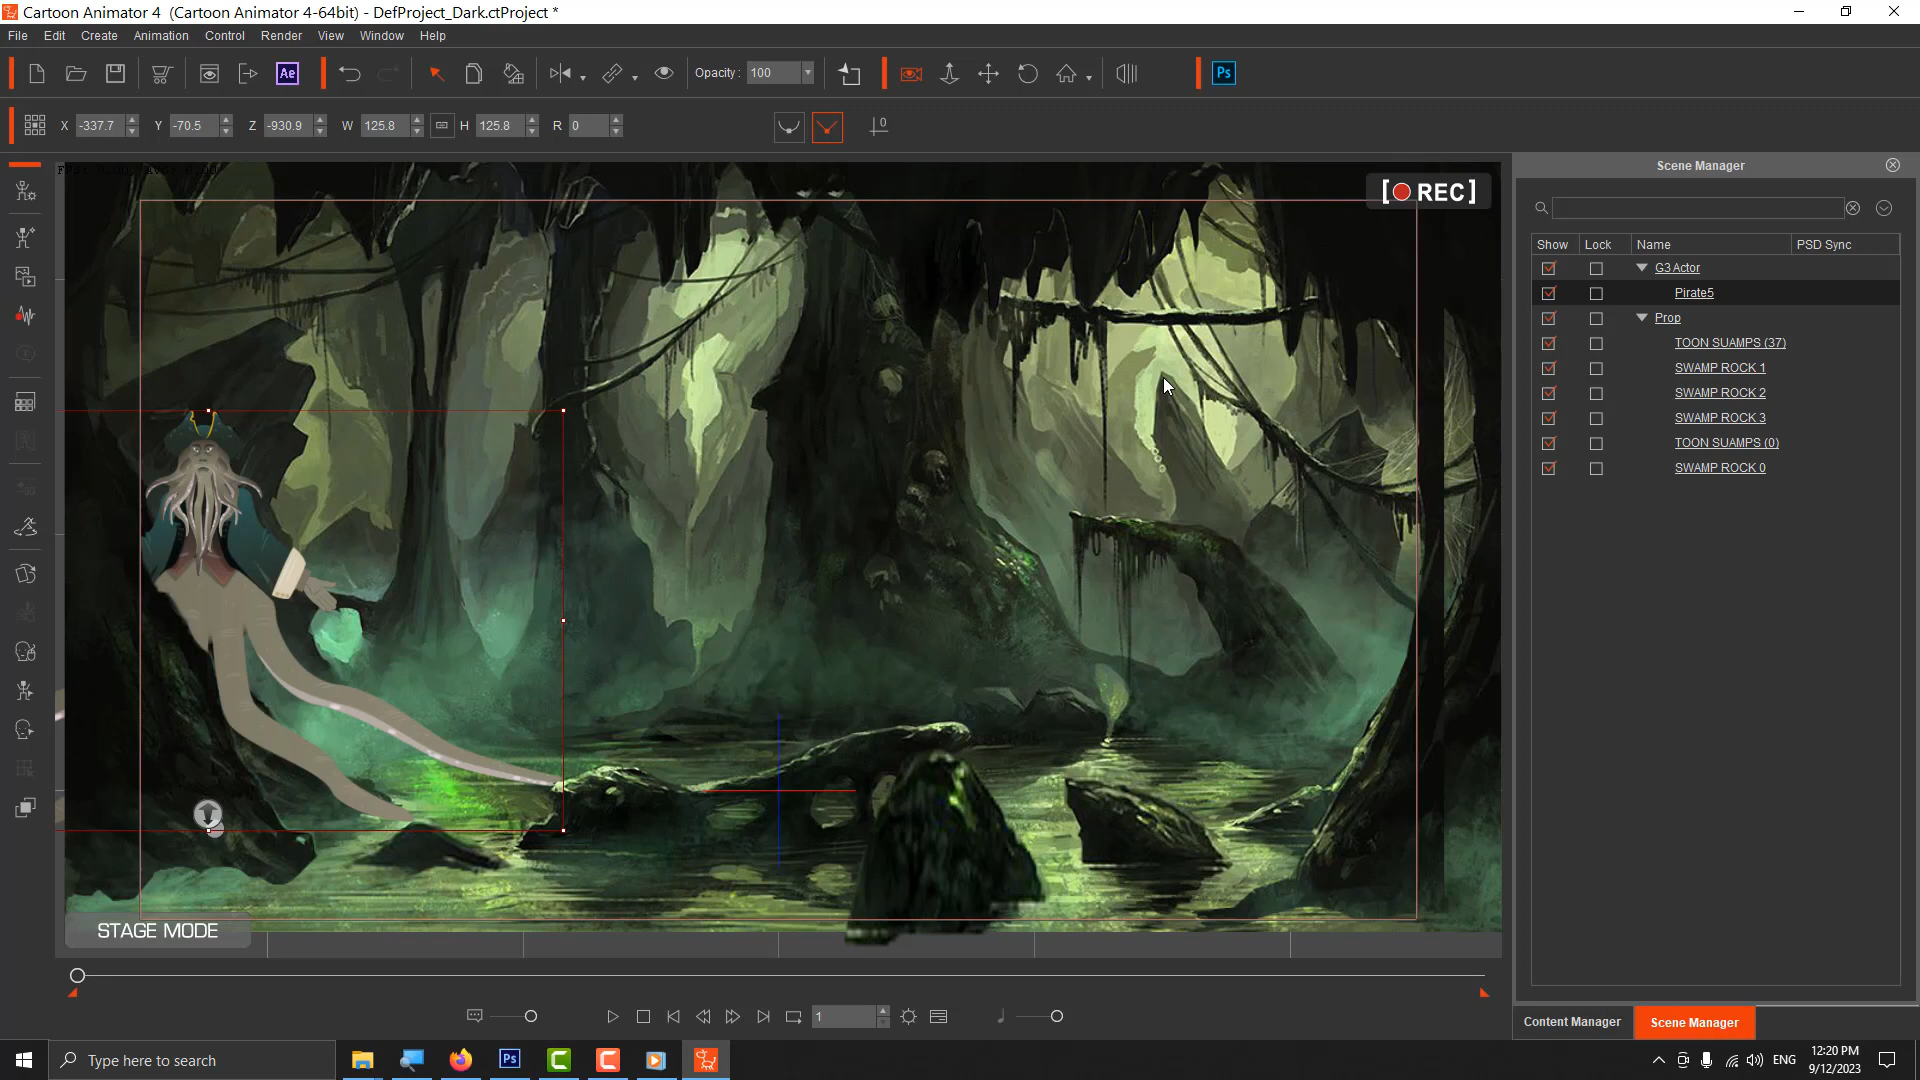 Cartoon Animator 4  (Cartoon Animator 4-64bit) - DefProject_Dark.ctProject *
File Edit Create Animation Control Render View Window Help
Ae Opacity : 100 Ps
X -337.7 Y -70.5 Z -930.9 W 125.8 H 125.8 R 0 0
Scene Manager
[ REC]
Show Lock Name PSD Sync
G3 Actor
Pirate5
Prop
TOON SUAMPS (37)
SWAMP ROCK 1
SWAMP ROCK 2
SWAMP ROCK 3
TOON SUAMPS (0)
SWAMP ROCK 0
STAGE MODE
1
Content Manager Scene Manager
Type here to search
Ps
ENG
12:20 PM
9/12/2023